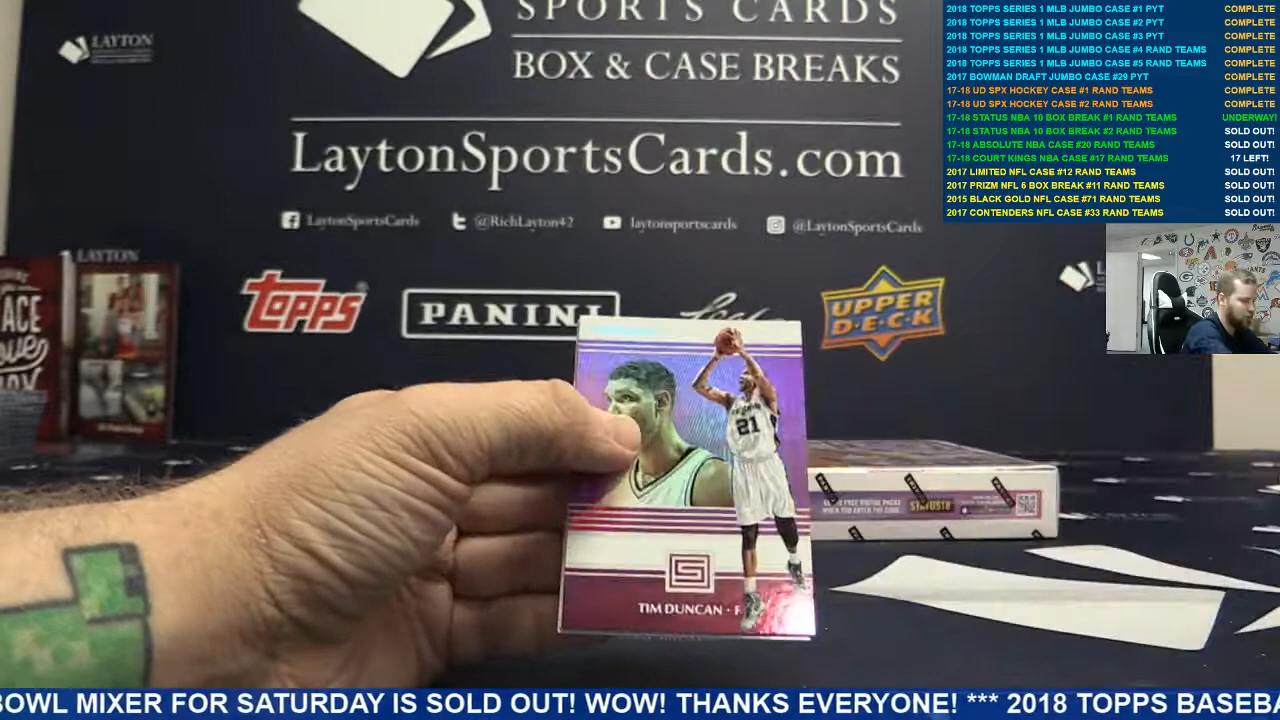 SPORTS CARDS
BOX & CASE BREAKS
LaytonSportsCards.com
LaytonSportsCards
@RichLayton42
laytonsportscards
@LaytonSportsCards
LAYTON
LAYTON
TOPPS
PANINI
UPPER
DECK
2018 TOPPS SERIES 1 MLB JUMBO CASE #1 PYT COMPLETE
2018 TOPPS SERIES 1 MLB JUMBO CASE #2 PYT COMPLETE
2018 TOPPS SERIES 1 MLB JUMBO CASE #3 PYT COMPLETE
2018 TOPPS SERIES 1 MLB JUMBO CASE #4 RAND TEAMS COMPLETE
2018 TOPPS SERIES 1 MLB JUMBO CASE #5 RAND TEAMS COMPLETE
2017 BOWMAN DRAFT JUMBO CASE #29 PYT COMPLETE
17-18 UD SPX HOCKEY CASE #1 RAND TEAMS COMPLETE
17-18 UD SPX HOCKEY CASE #2 RAND TEAMS COMPLETE
17-18 STATUS NBA 10 BOX BREAK #1 RAND TEAMS UNDERWAY!
17-18 STATUS NBA 10 BOX BREAK #2 RAND TEAMS SOLD OUT!
17-18 ABSOLUTE NBA CASE #20 RAND TEAMS SOLD OUT!
17-18 COURT KINGS NBA CASE #17 RAND TEAMS 17 LEFT!
2017 LIMITED NFL CASE #12 RAND TEAMS SOLD OUT!
2017 PRIZM NFL 6 BOX BREAK #11 RAND TEAMS SOLD OUT!
2015 BLACK GOLD NFL CASE #71 RAND TEAMS SOLD OUT!
2017 CONTENDERS NFL CASE #33 RAND TEAMS SOLD OUT!
21
TIM DUNCAN · F
BOWL MIXER FOR SATURDAY IS SOLD OUT! WOW! THANKS EVERYONE! *** 2018 TOPPS BASEBA